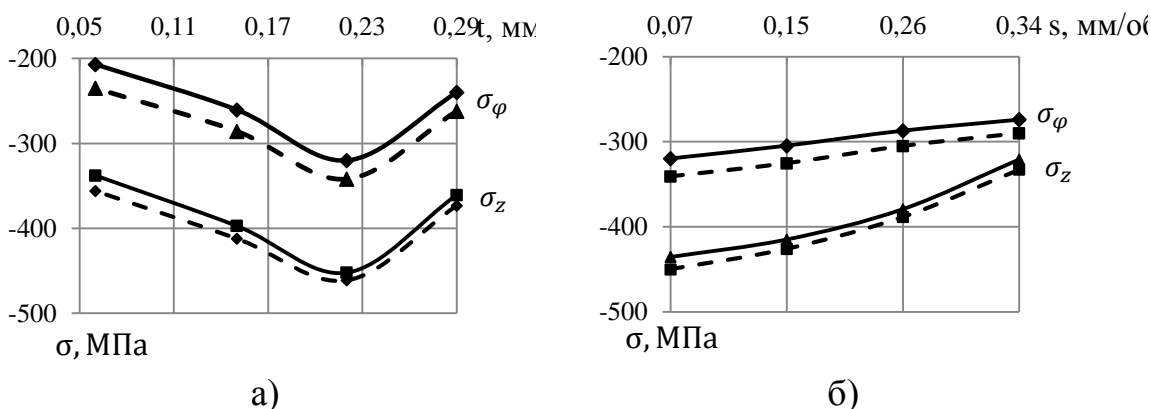 0,05 0,11 0,17 0,23 0,29 t, мм
-200
-300
-400
-500
σφ
σz
σ, МПа
а)
0,07 0,15 0,26 0,34 s, мм/об
-200
-300
-400
-500
σφ
σz
σ, МПа
б)